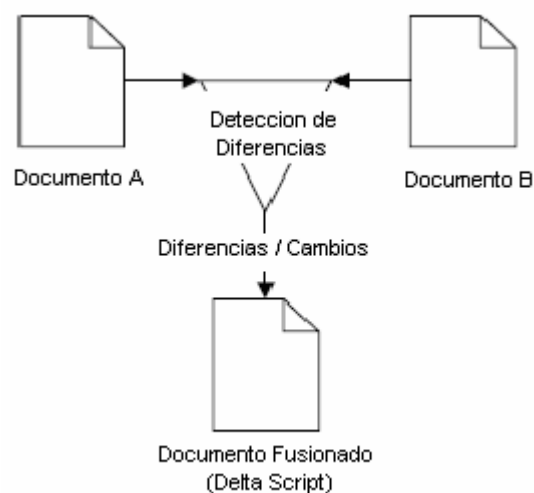 Deteccion de
Diferencias
Documento A
Documento B
Diferencias / Cambios
Documento Fusionado
(Delta Script)